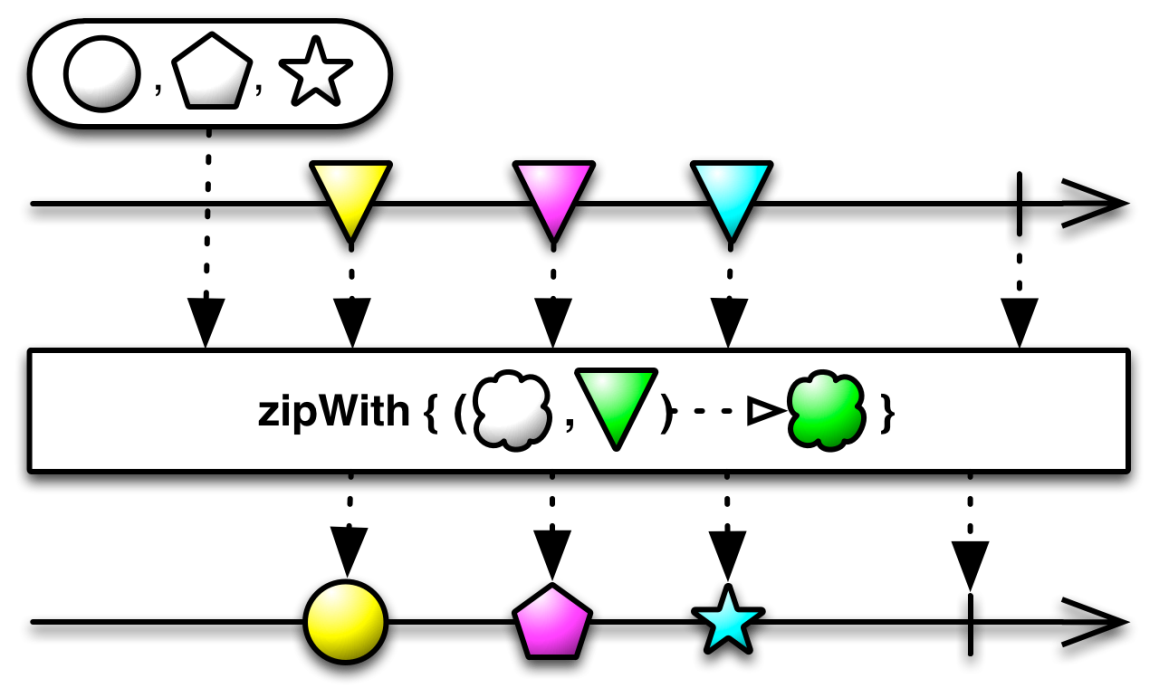 , ,
zipWith { ( , ) }